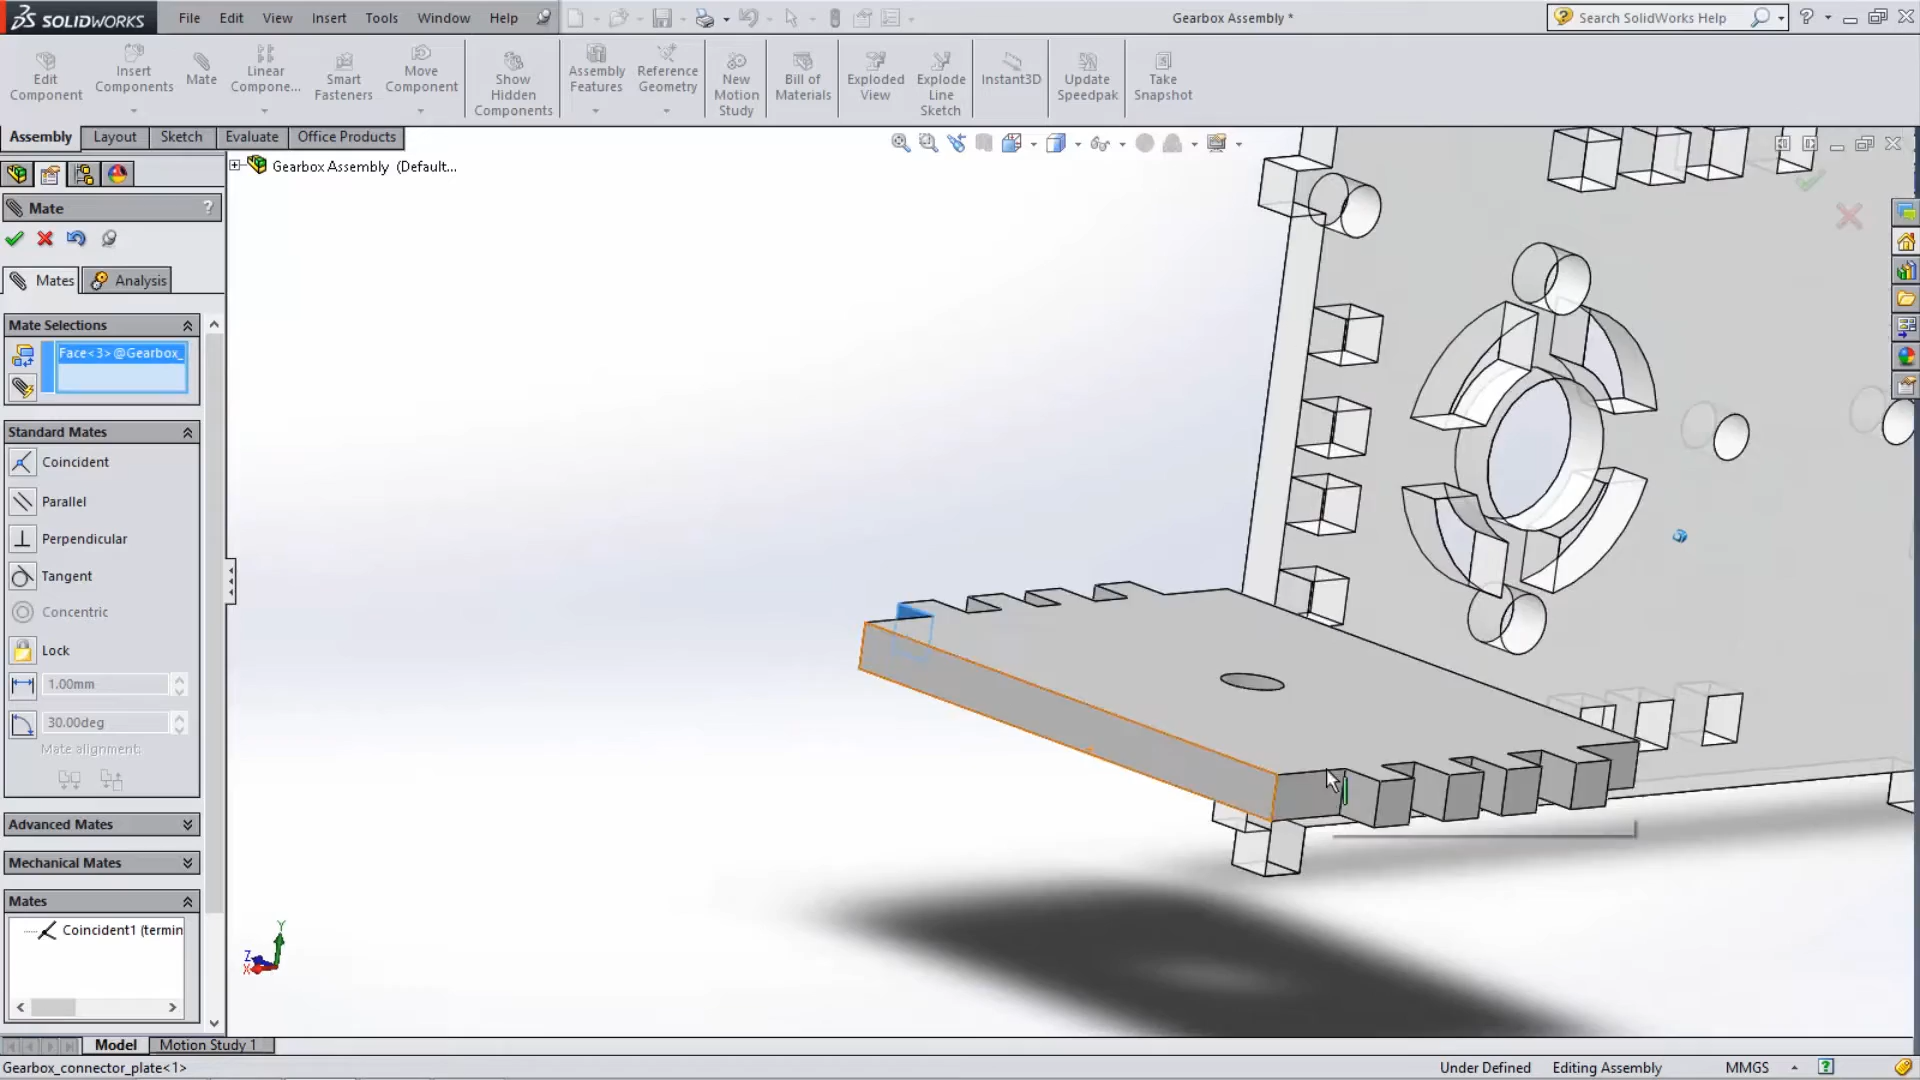 SOLIDWORKS File Edit View Insert Tools Window Help Gearbox Assembly * Search SolidWorks Help
Edit Component
Insert Components
Mate
Linear Compone...
Smart Fasteners
Move Component
Show Hidden Components
Assembly Features
Reference Geometry
New Motion Study
Bill of Materials
Exploded View
Explode Line Sketch
Instant3D
Update Speedpak
Take Snapshot
Assembly Layout Sketch Evaluate Office Products
Gearbox Assembly (Default...
Mate ?
Mates Analysis
Mate Selections
Face<3>@Gearbox_
Standard Mates
Coincident
Parallel
Perpendicular
Tangent
Concentric
Lock
1.00mm
30.00deg
Mate alignment:
Advanced Mates
Mechanical Mates
Mates
Coincident1 (termin
Y
Z
X
Model Motion Study 1
Gearbox_connector_plate<1> Under Defined Editing Assembly MMGS